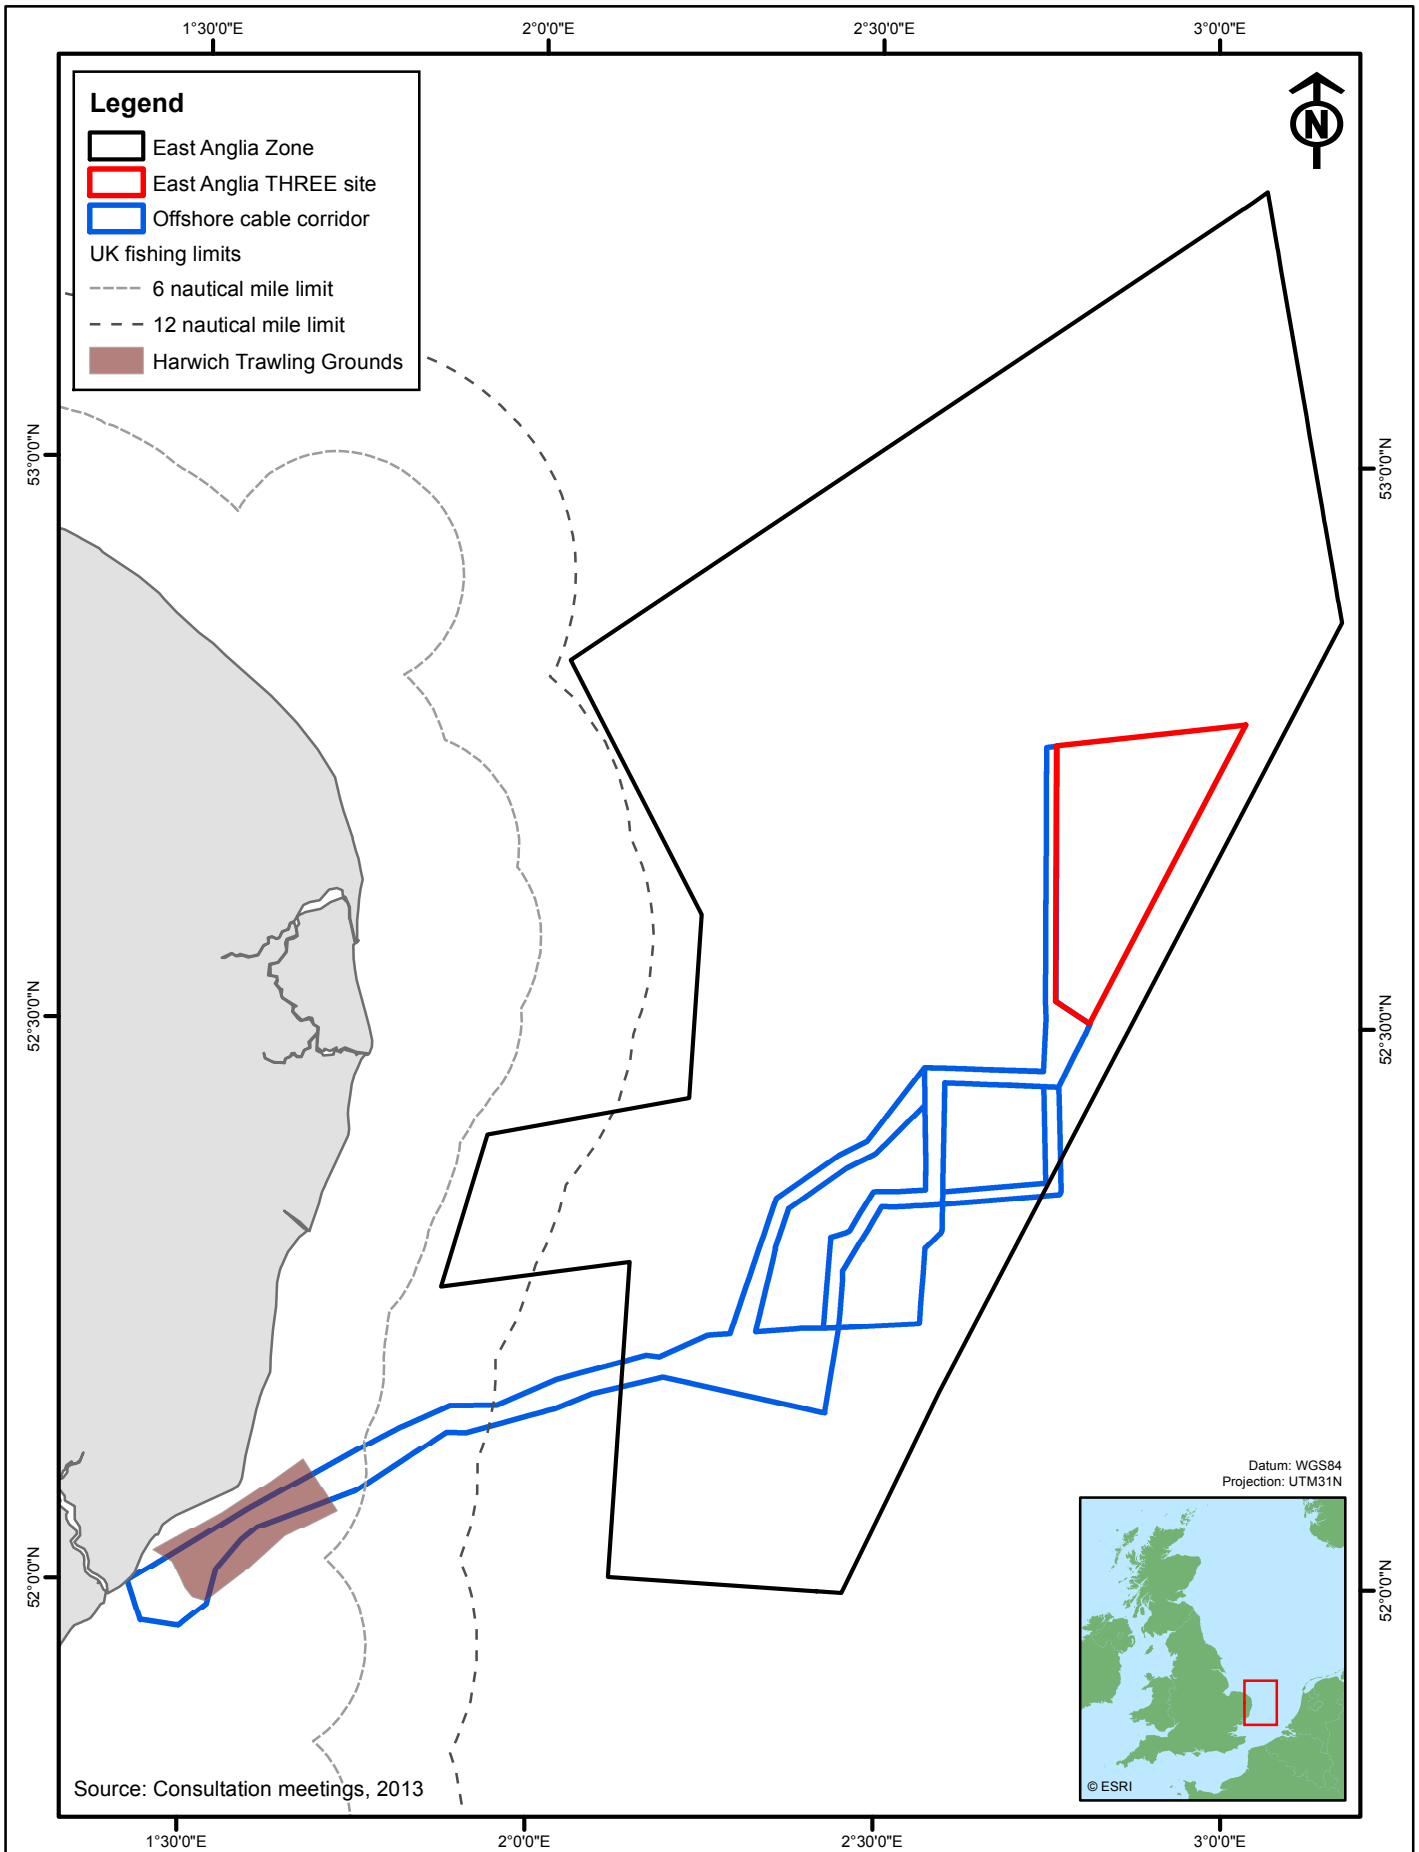 1°30'0"E 2°0'0"E 2°30'0"E 3°0'0"E
Legend
East Anglia Zone
East Anglia THREE site
Offshore cable corridor
UK fishing limits
6 nautical mile limit
12 nautical mile limit
Harwich Trawling Grounds
N
53°0'0"N
53°0'0"N
52°30'0"N
52°30'0"N
52°0'0"N
52°0'0"N
Datum: WGS84
Projection: UTM31N
© ESRI
Source: Consultation meetings, 2013
1°30'0"E 2°0'0"E 2°30'0"E 3°0'0"E